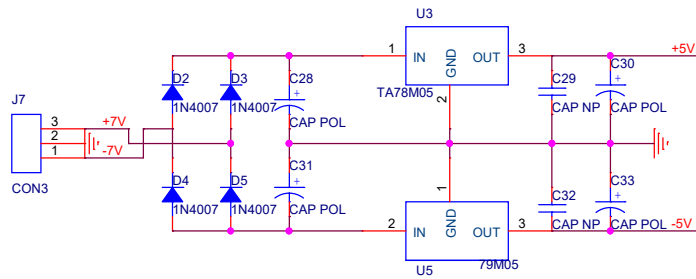 U3
1 IN OUT 3
GND
TA78M05
2
+5V
D2
1N4007
D3
1N4007
C28
+
CAP POL
C29
CAP NP
C30
+
CAP POL
J7
3
2
1
CON3
+7V
-7V
D4
1N4007
D5
1N4007
C31
+
CAP POL
1
2 IN OUT 3
GND
U5
79M05
C32
CAP NP
C33
+
CAP POL
-5V